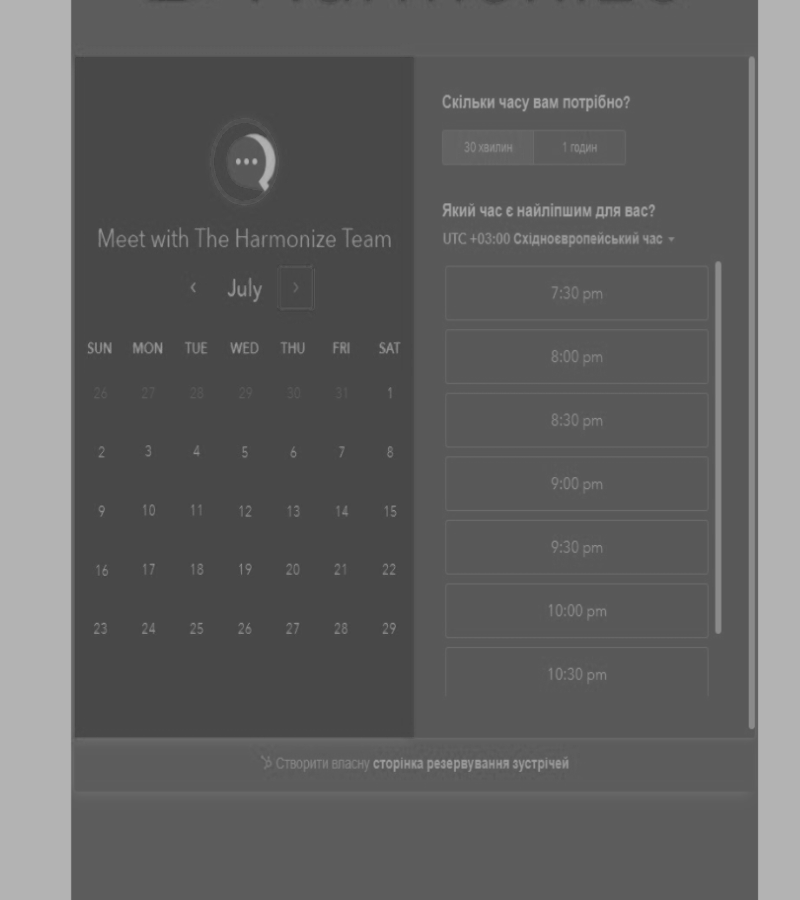 Meet with The Harmonize Team
‹ July ›
SUN MON TUE WED THU FRI SAT
26 27 28 29 30 31 1
2 3 4 5 6 7 8
9 10 11 12 13 14 15
16 17 18 19 20 21 22
23 24 25 26 27 28 29
Скільки часу вам потрібно?
30 хвилин 1 годин
Який час є найліпшим для вас?
UTC +03:00 Східноєвропейський час
7:30 pm
8:00 pm
8:30 pm
9:00 pm
9:30 pm
10:00 pm
10:30 pm
Створити власну сторінка резервування зустрічей